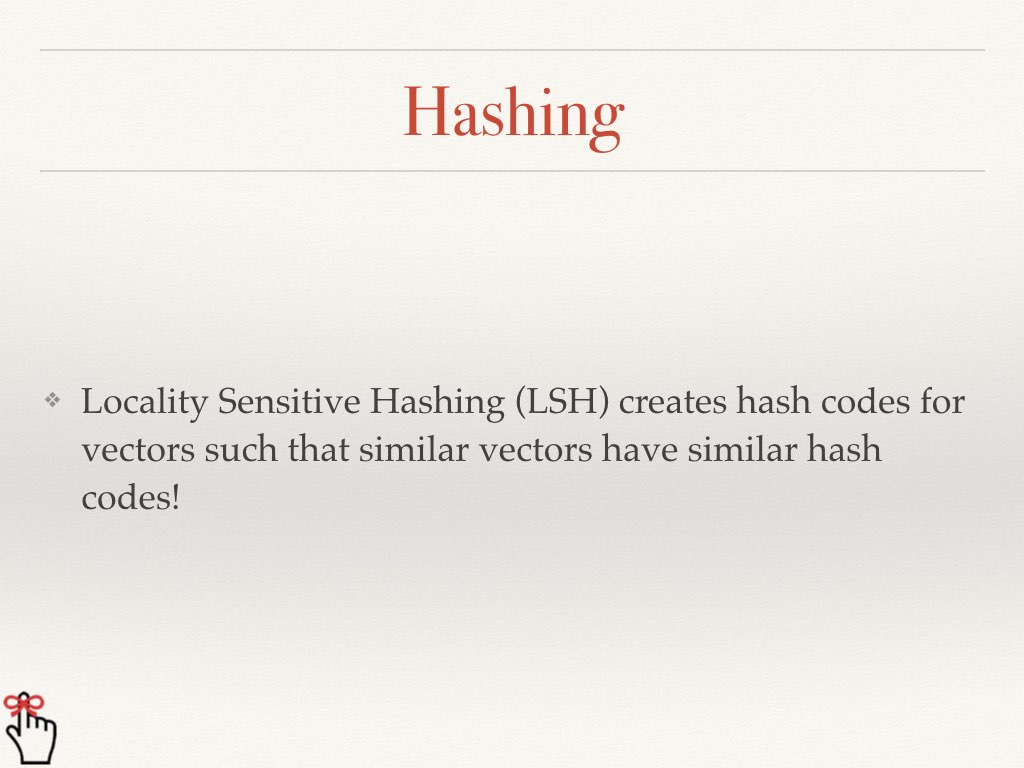 Hashing
Locality Sensitive Hashing (LSH) creates hash codes for
vectors such that similar vectors have similar hash
codes!